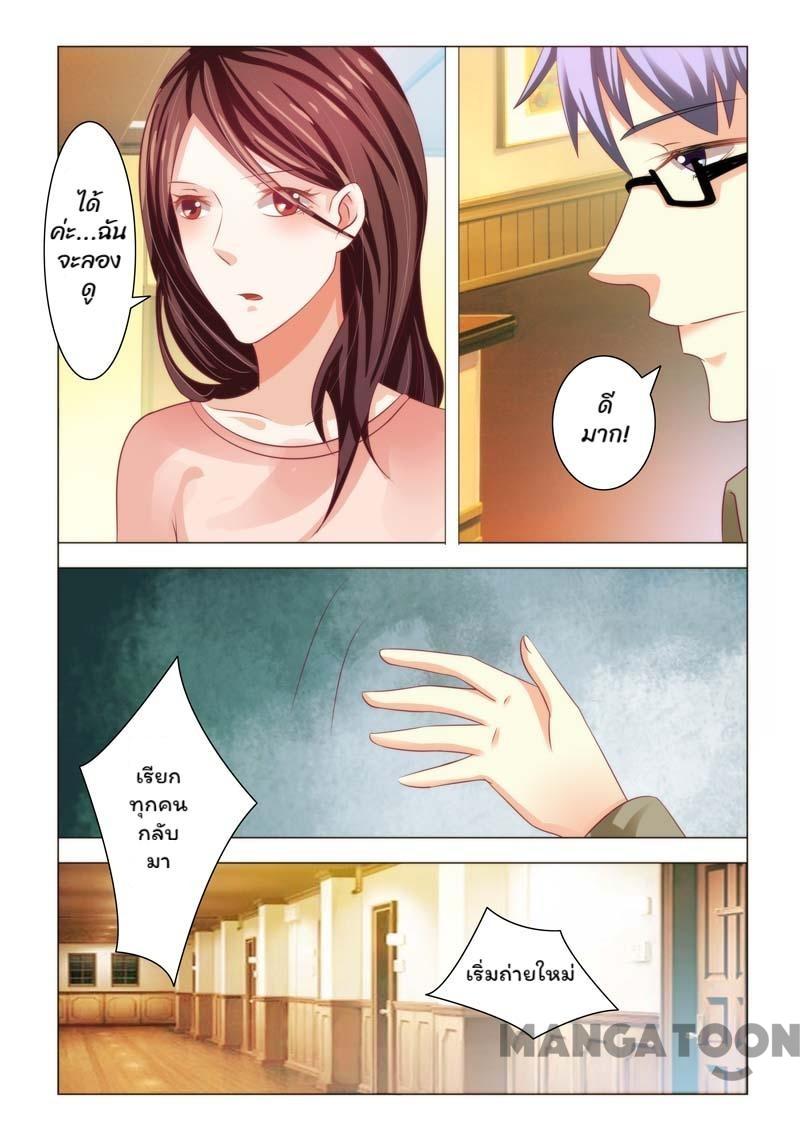 ได้
ค่ะ...ฉัน
จะลอง
ดู
ดี
มาก!
เรียก
ทุกคน
กลับ
มา
เริ่มถ่ายใหม่
MANGATOON